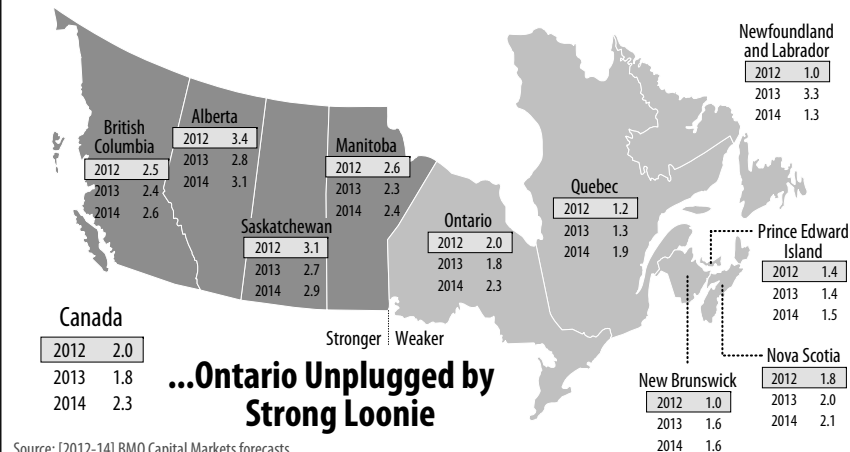 Newfoundland
and Labrador
2012 1.0
2013 3.3
2014 1.3
British
Columbia
2012 2.5
2013 2.4
2014 2.6
Alberta
2012 3.4
2013 2.8
2014 3.1
Saskatchewan
2012 3.1
2013 2.7
2014 2.9
Manitoba
2012 2.6
2013 2.3
2014 2.4
Ontario
2012 2.0
2013 1.8
2014 2.3
Quebec
2012 1.2
2013 1.3
2014 1.9
Prince Edward
Island
2012 1.4
2013 1.4
2014 1.5
Nova Scotia
2012 1.8
2013 2.0
2014 2.1
New Brunswick
2012 1.0
2013 1.6
2014 1.6
Canada
2012 2.0
2013 1.8
2014 2.3
Stronger Weaker
...Ontario Unplugged by
Strong Loonie
Source: [2012-14] BMO Capital Markets forecasts